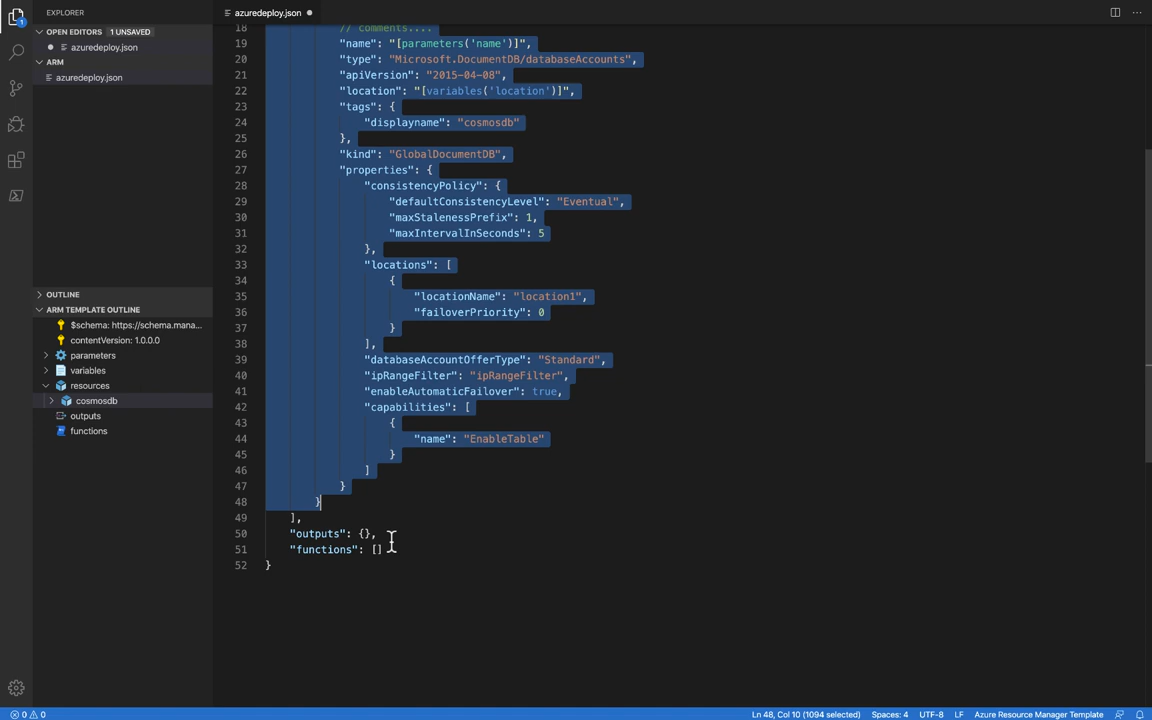 EXPLORER
OPEN EDITORS 1 UNSAVED
azuredeploy.json
ARM
azuredeploy.json
OUTLINE
ARM TEMPLATE OUTLINE
$schema: https://schema.mana...
contentVersion: 1.0.0.0
parameters
variables
resources
cosmosdb
outputs
functions
1
azuredeploy.json
18 // comments....
19 "name": "[parameters('name')]",
20 "type": "Microsoft.DocumentDB/databaseAccounts",
21 "apiVersion": "2015-04-08",
22 "location": "[variables('location')]",
23 "tags": {
24 "displayname": "cosmosdb"
25 },
26 "kind": "GlobalDocumentDB",
27 "properties": {
28 "consistencyPolicy": {
29 "defaultConsistencyLevel": "Eventual",
30 "maxStalenessPrefix": 1,
31 "maxIntervalInSeconds": 5
32 },
33 "locations": [
34 {
35 "locationName": "location1",
36 "failoverPriority": 0
37 }
38 ],
39 "databaseAccountOfferType": "Standard",
40 "ipRangeFilter": "ipRangeFilter",
41 "enableAutomaticFailover": true,
42 "capabilities": [
43 {
44 "name": "EnableTable"
45 }
46 ]
47 }
48 }
49 ],
50 "outputs": {},
51 "functions": []
52 }
0 0
Ln 48, Col 10 (1094 selected) Spaces: 4 UTF-8 LF Azure Resource Manager Template